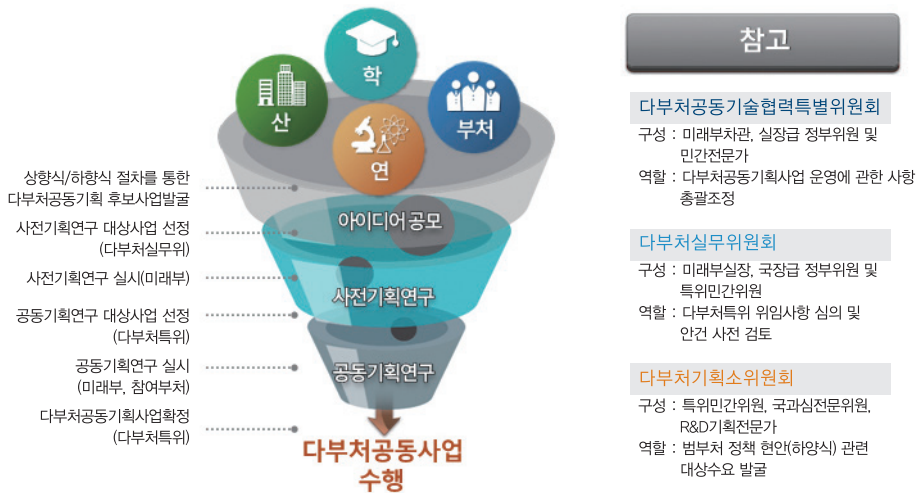 학
산
부처
연
상향식/하향식 절차를 통한
다부처공동기획 후보사업발굴
사전기획연구 대상사업 선정
(다부처실무위)
사전기획연구 실시(미래부)
공동기획연구 대상사업 선정
(다부처특위)
공동기획연구 실시
(미래부, 참여부처)
다부처공동기획사업확정
(다부처특위)
아이디어 공모
사전기획연구
공동기획연구
다부처공동사업
수행
참고
다부처공동기술협력특별위원회
구성 : 미래부차관, 실장급 정부위원 및
민간전문가
역할 : 다부처공동기획사업 운영에 관한 사항
총괄조정
다부처실무위원회
구성 : 미래부실장, 국장급 정부위원 및
특위민간위원
역할 : 다부처특위 위임사항 심의 및
안건 사전 검토
다부처기획소위원회
구성 : 특위민간위원, 국과심전문위원,
R&D기획전문가
역할 : 범부처 정책 현안(하양식) 관련
대상수요 발굴